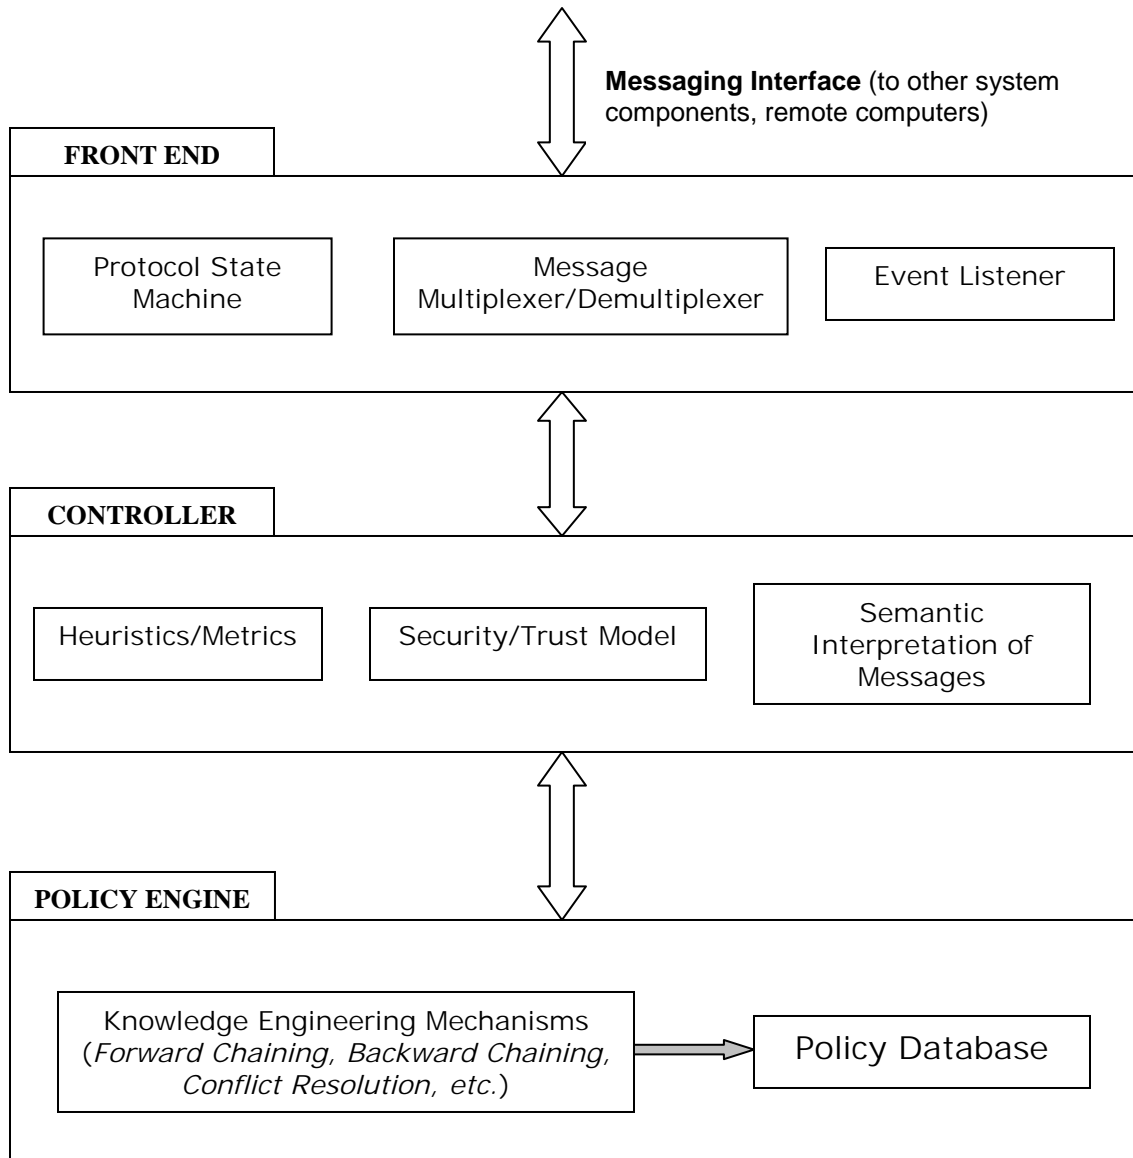 Messaging Interface (to other system
components, remote computers)
FRONT END
Protocol State
Machine
Message
Multiplexer/Demultiplexer
Event Listener
CONTROLLER
Heuristics/Metrics
Security/Trust Model
Semantic
Interpretation of
Messages
POLICY ENGINE
Knowledge Engineering Mechanisms
(Forward Chaining, Backward Chaining,
Conflict Resolution, etc.)
Policy Database